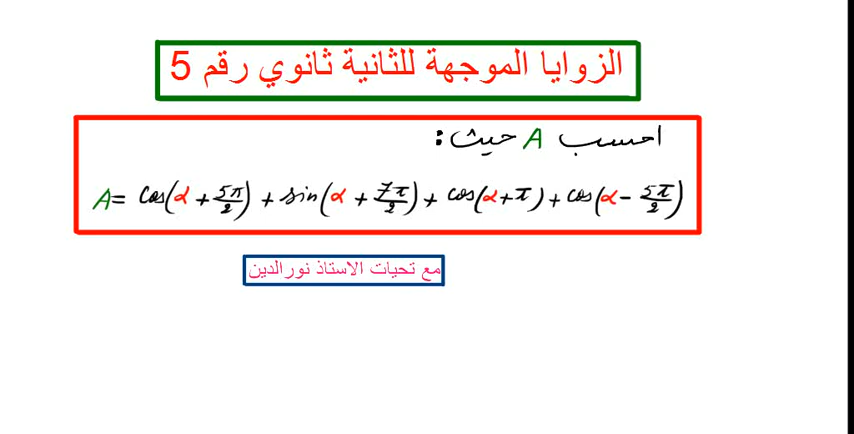 الزوايا الموجهة للثانية ثانوي رقم 5
احسب A حيث:
A= cos(α + 5π/2) + sin(α + 7π/2) + cos(α+π) + cos(α- 5π/2)
مع تحيات الاستاذ نورالدين